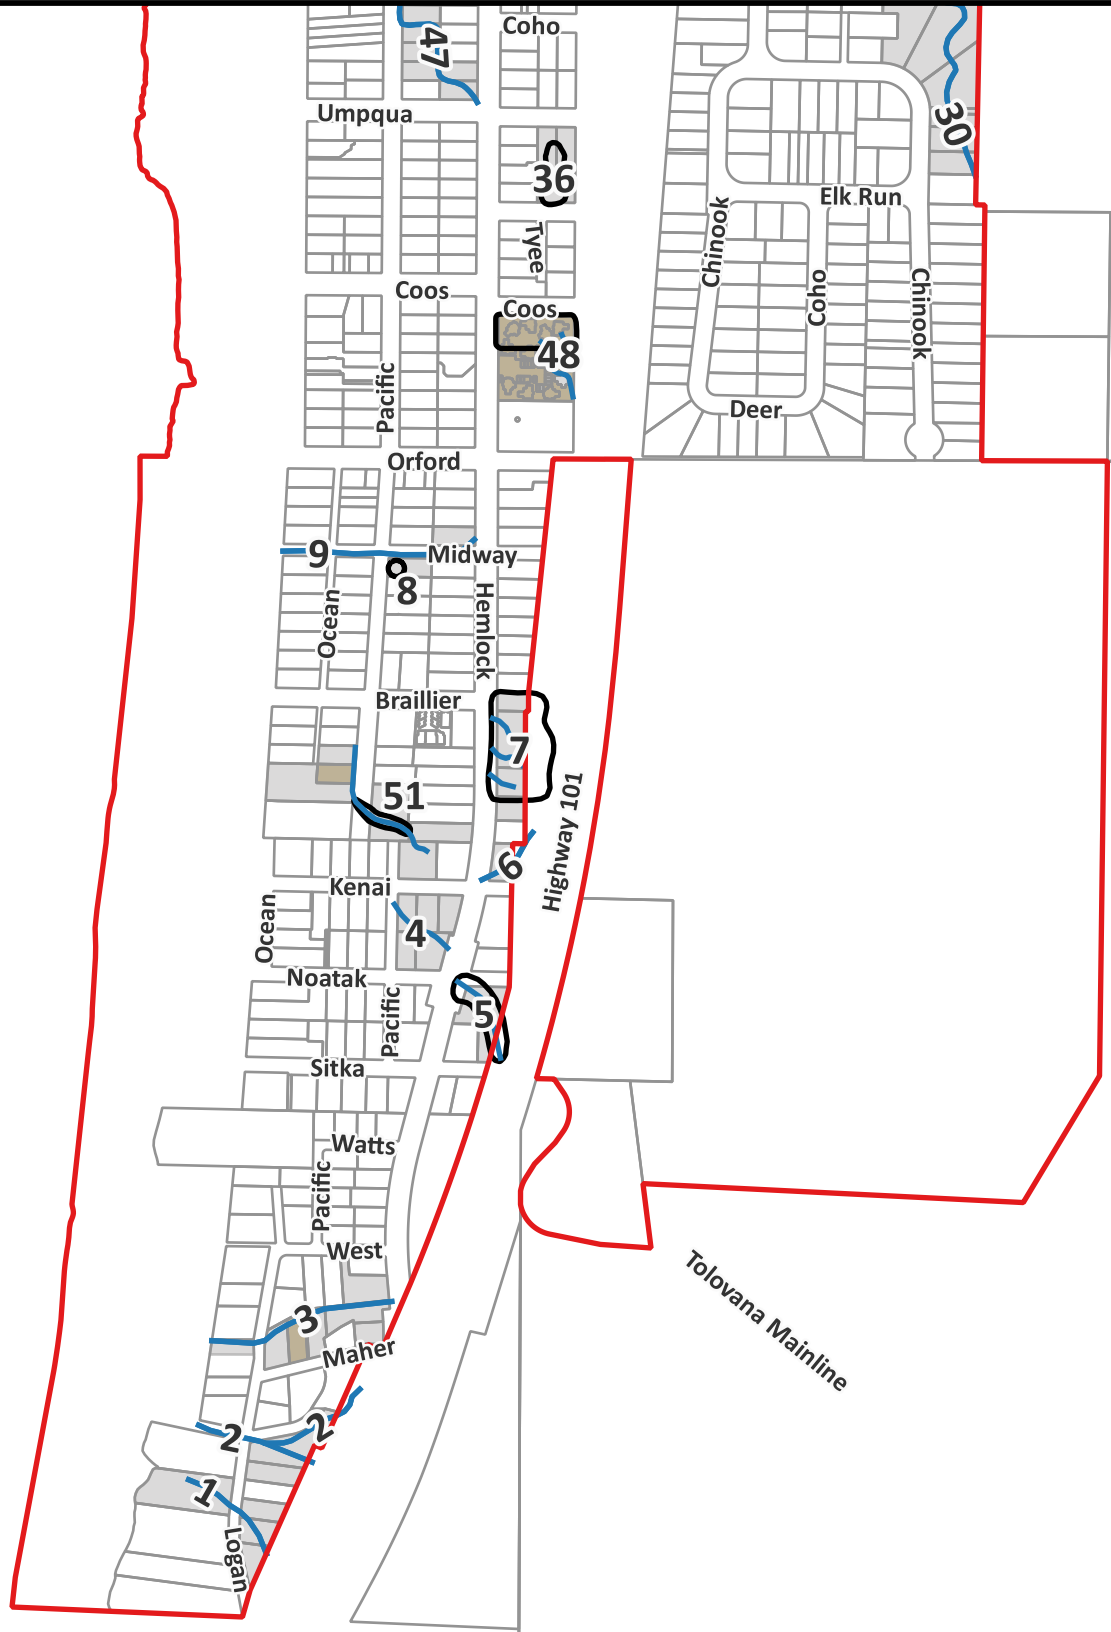 Coho
47
Umpqua
30
36
Elk Run
Chinook
Tyee
Coos
Coho
Chinook
Coos
48
Pacific
Deer
Orford
9
Midway
8
Ocean
Hemlock
Braillier
7
51
Highway 101
6
Kenai
Ocean
4
Noatak
Pacific
5
Sitka
Watts
Pacific
West
Tolovana Mainline
3
Maher
2
2
1
Logan